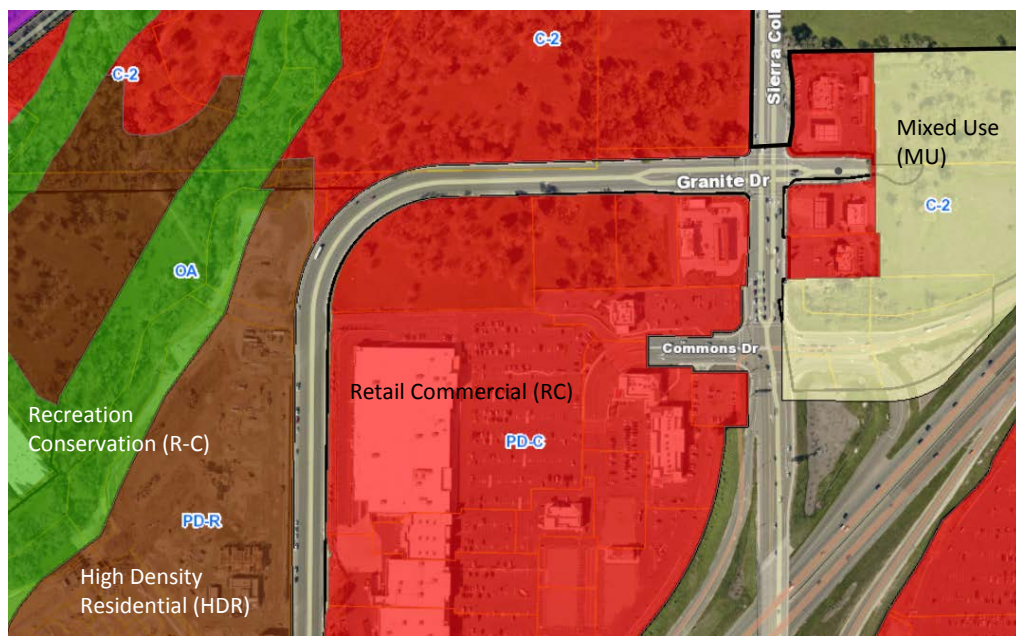 C-2
Sierra Coll
C-2
Mixed Use
(MU)
Granite Dr
C-2
OA
Commons Dr
Retail Commercial (RC)
Recreation
Conservation (R-C)
PD-C
PD-R
High Density
Residential (HDR)